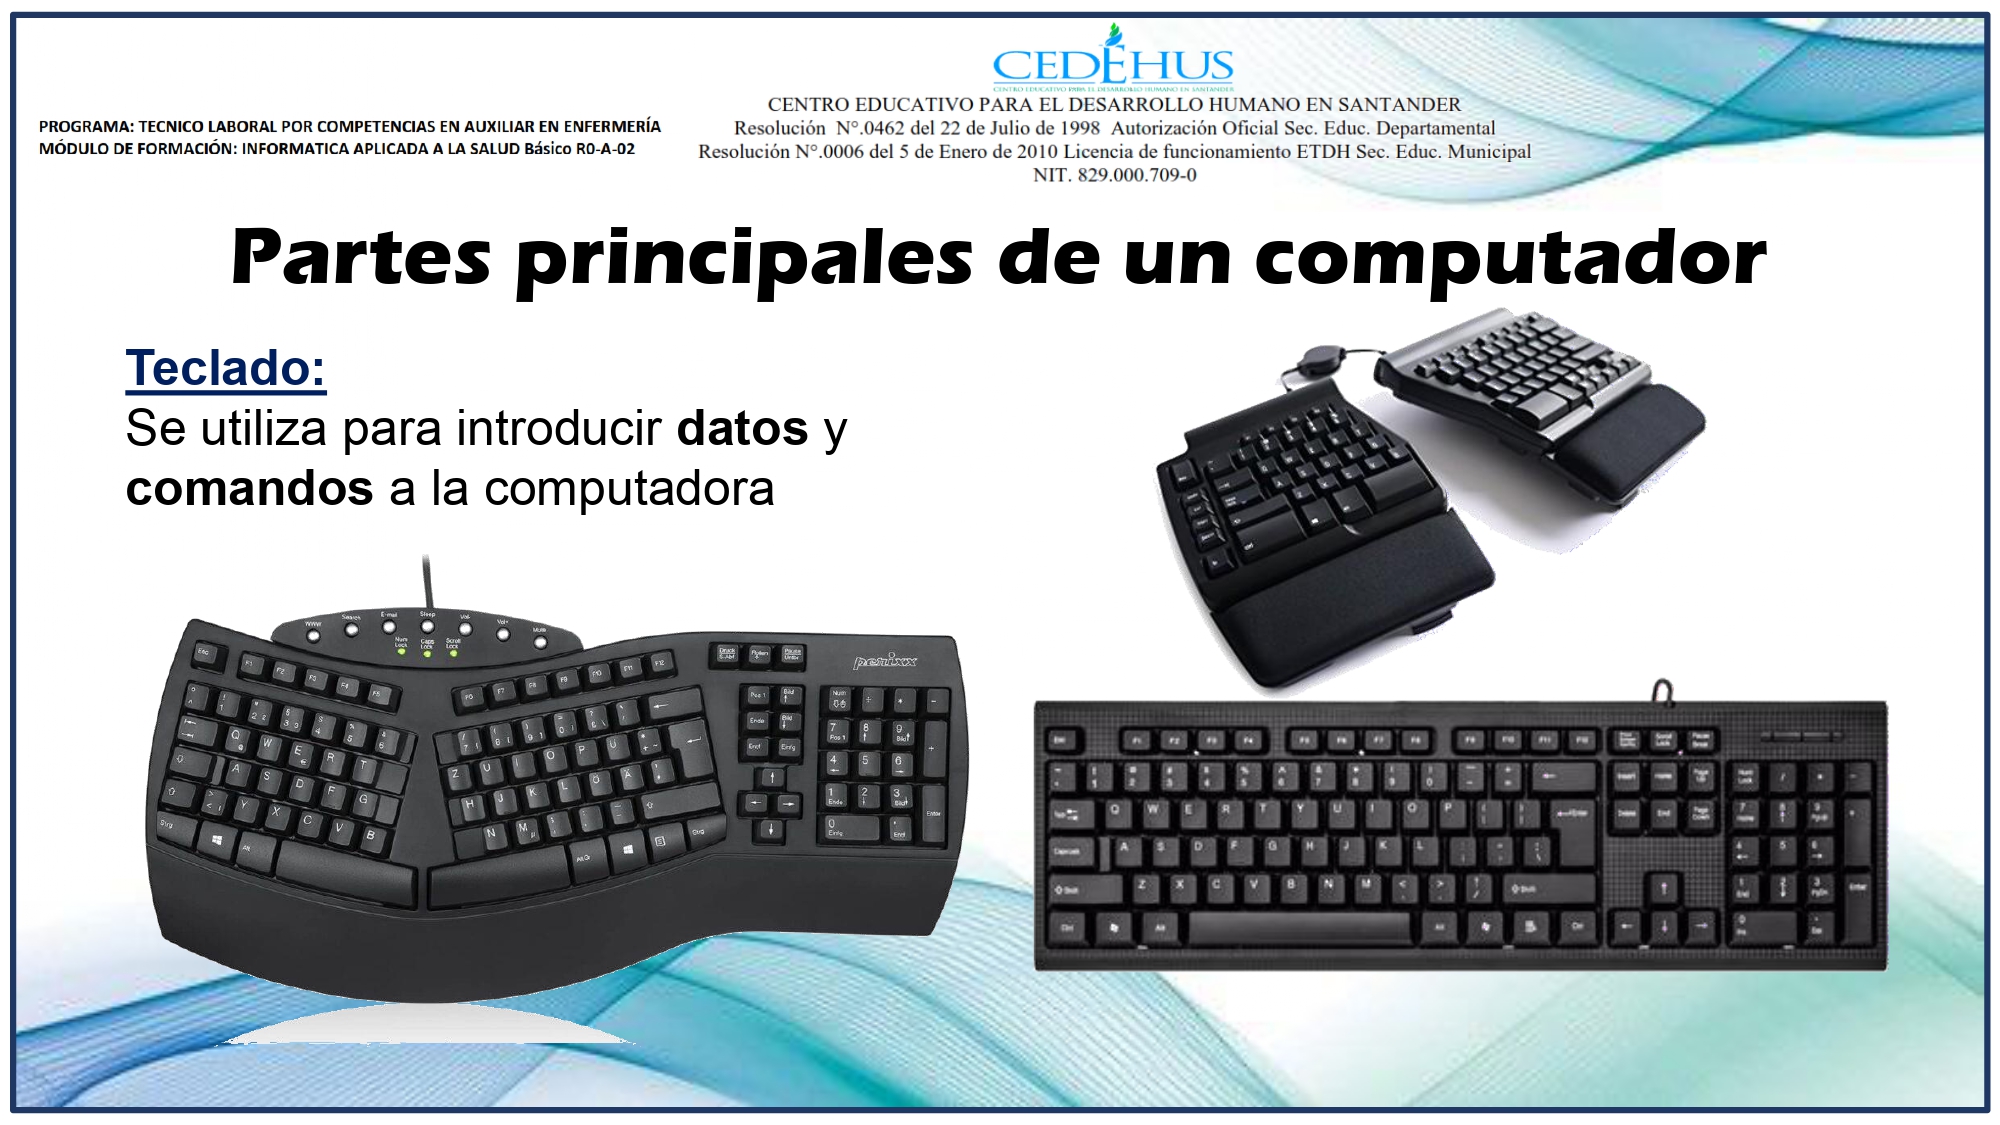 CEDEHUS
CENTRO EDUCATIVO PARA EL DESARROLLO HUMANO EN SANTANDER
CENTRO EDUCATIVO PARA EL DESARROLLO HUMANO EN SANTANDER
Resolución N°.0462 del 22 de Julio de 1998 Autorización Oficial Sec. Educ. Departamental
Resolución N°.0006 del 5 de Enero de 2010 Licencia de funcionamiento ETDH Sec. Educ. Municipal
NIT. 829.000.709-0
PROGRAMA: TECNICO LABORAL POR COMPETENCIAS EN AUXILIAR EN ENFERMERÍA
MÓDULO DE FORMACIÓN: INFORMATICA APLICADA A LA SALUD Básico R0-A-02
Partes principales de un computador
Teclado:
Se utiliza para introducir datos y
comandos a la computadora
perixx